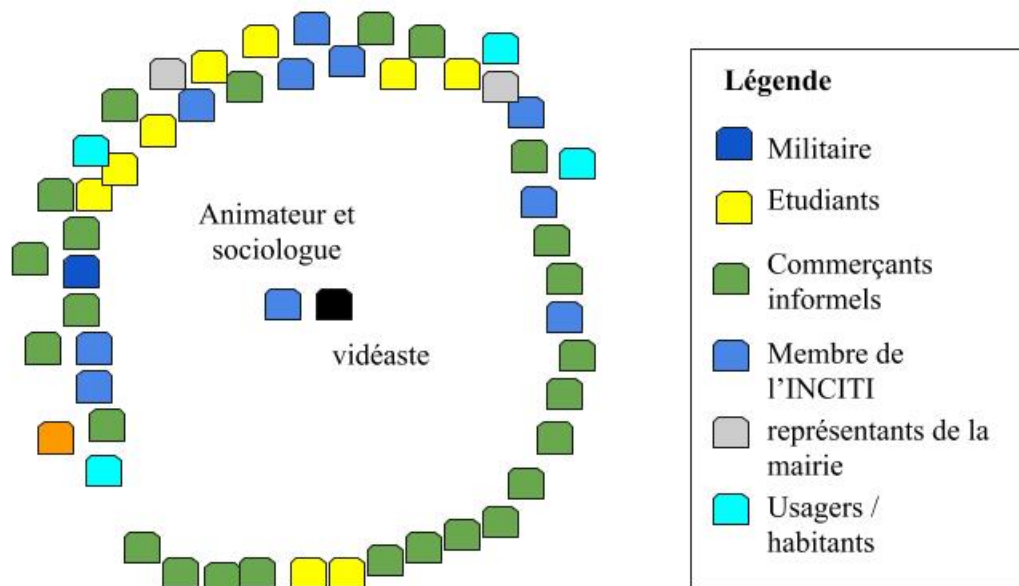 Animateur et
sociologue
vidéaste
Légende
Militaire
Etudiants
Commerçants
informels
Membre de
l'INCITI
représentants de la
mairie
Usagers /
habitants